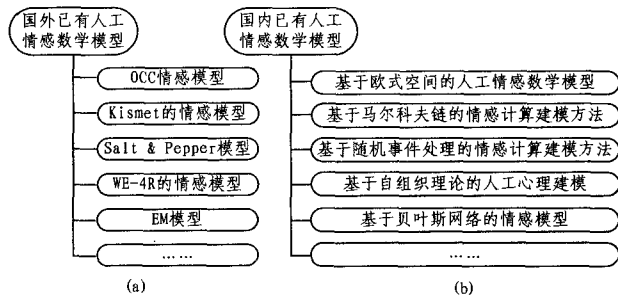 国外已有人工
情感数学模型
OCC情感模型
Kismet的情感模型
Salt & Pepper模型
WE-4R的情感模型
EM模型
……
(a)
国内已有人工
情感数学模型
基于欧式空间的人工情感数学模型
基于马尔科夫链的情感计算建模方法
基于随机事件处理的情感计算建模方法
基于自组织理论的人工心理建模
基于贝叶斯网络的情感模型
……
(b)